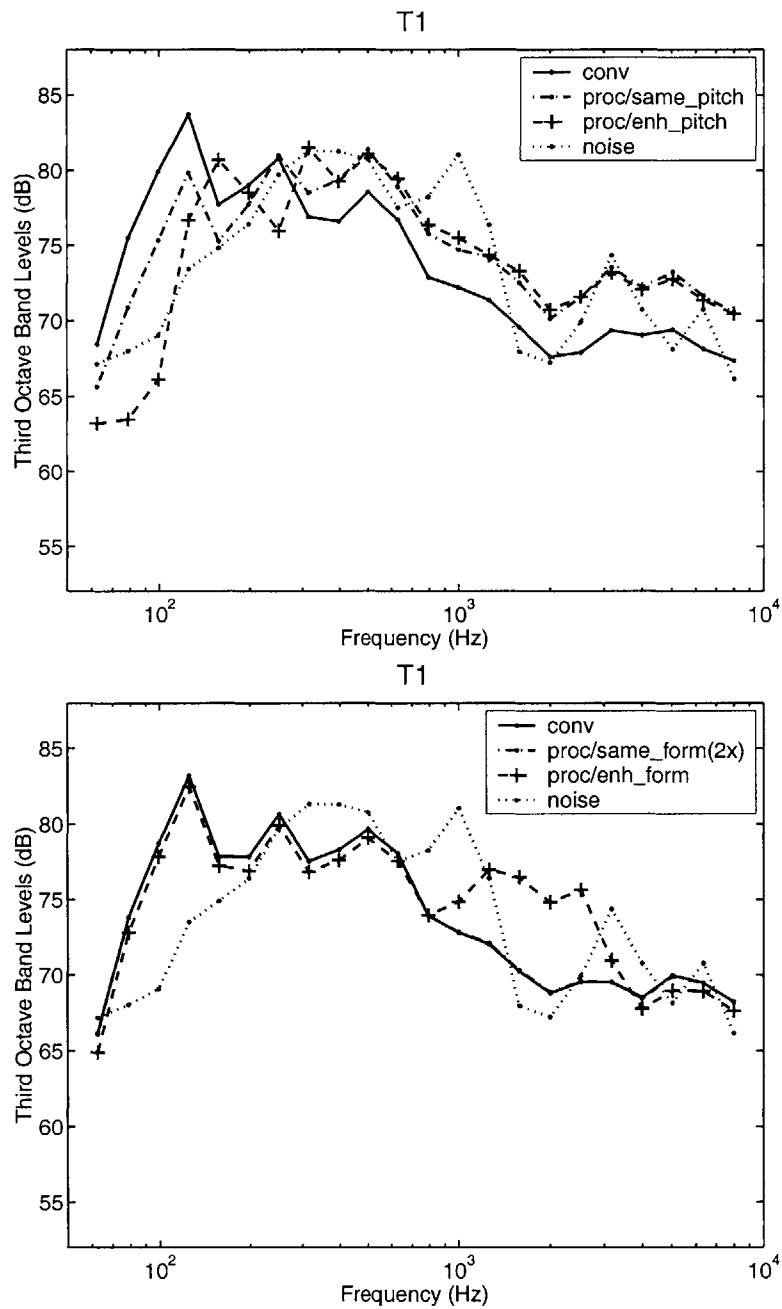 T1
conv
proc/same_pitch
proc/enh_pitch
noise
85
80
75
70
65
60
55
Third Octave Band Levels (dB)
10^2
10^3
10^4
Frequency (Hz)
T1
conv
proc/same_form(2x)
proc/enh_form
noise
85
80
75
70
65
60
55
Third Octave Band Levels (dB)
10^2
10^3
10^4
Frequency (Hz)